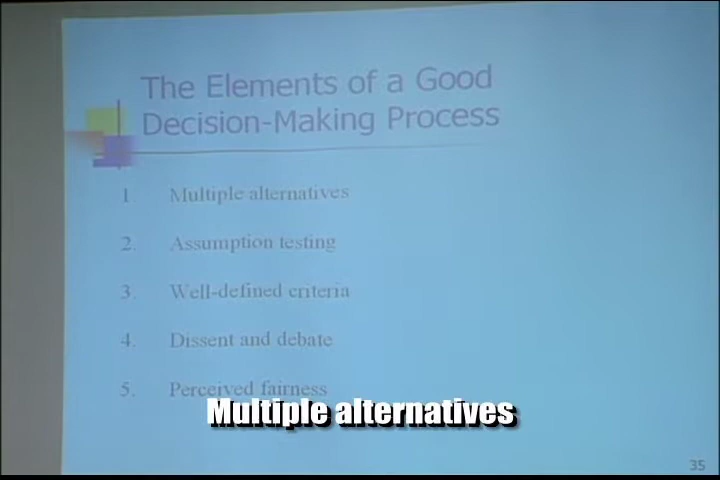 The Elements of a Good
Decision-Making Process
1 Multiple alternatives
2. Assumption testing
3. Well-defined criteria
4. Dissent and debate
5. Perceived fairness
Multiple alternatives
35